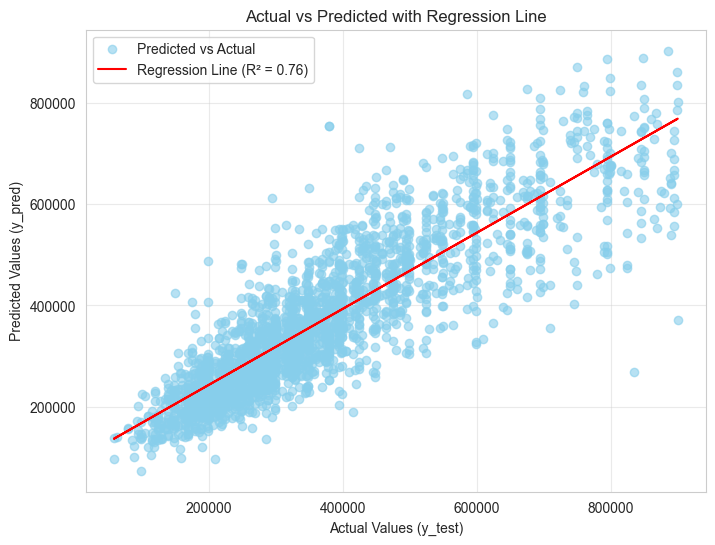 Actual vs Predicted with Regression Line
Predicted vs Actual
Regression Line (R² = 0.76)
Predicted Values (y_pred)
800000
600000
400000
200000
200000 400000 600000 800000
Actual Values (y_test)